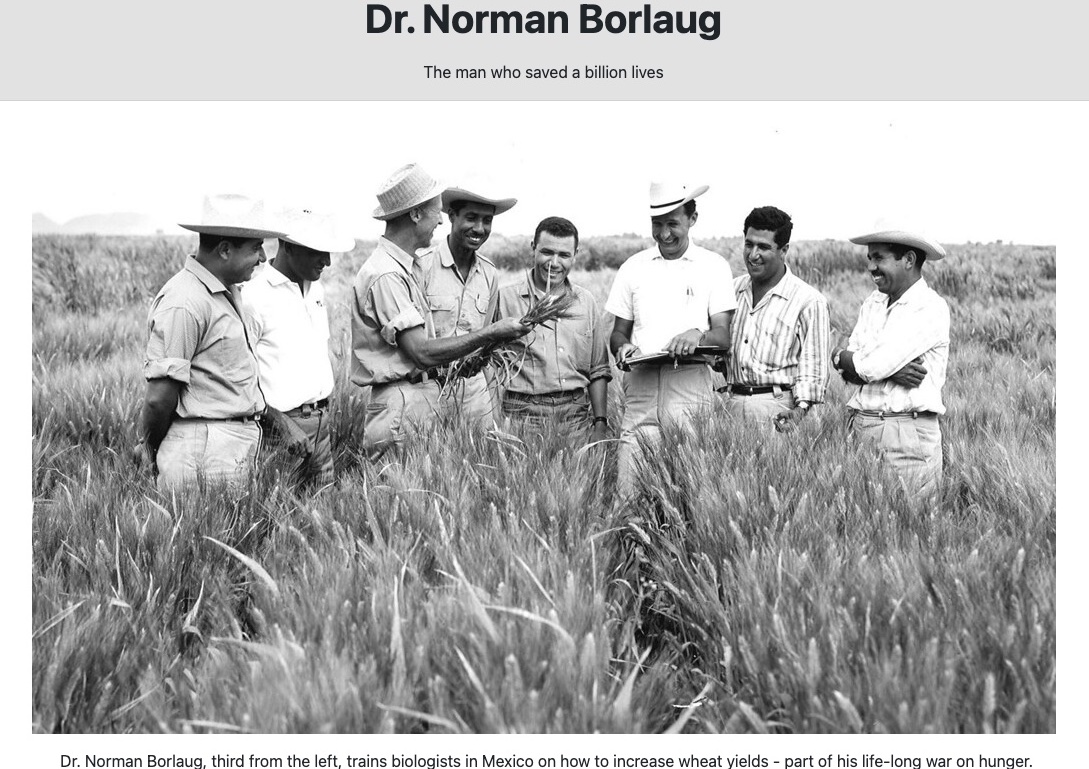 Dr. Norman Borlaug
The man who saved a billion lives
Dr. Norman Borlaug, third from the left, trains biologists in Mexico on how to increase wheat yields - part of his life-long war on hunger.